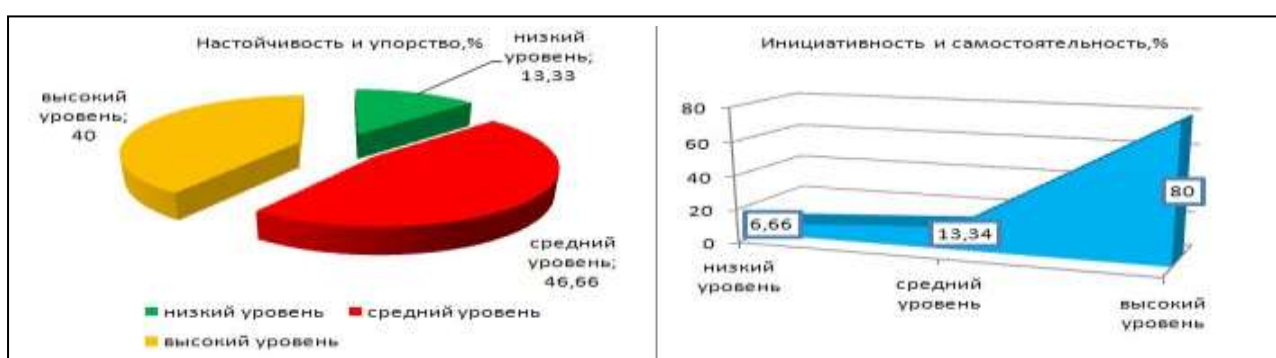 Настойчивость и упорство,%
низкий
уровень;
13,33
высокий
уровень;
40
средний
уровень;
46,66
низкий уровень
средний уровень
высокий уровень
Инициативность и самостоятельность,%
80
60
40
20
0
6,66
13,34
80
низкий
уровень
средний
уровень
высокий
уровень